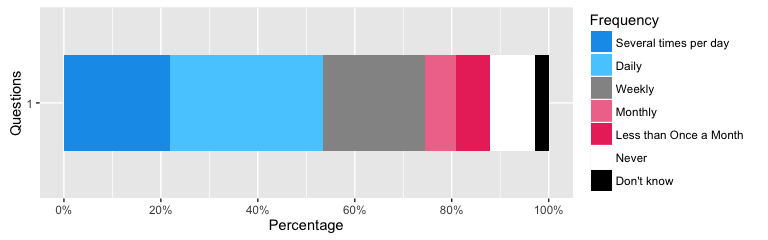 Questions
1
0%
20%
40%
60%
80%
100%
Percentage
Frequency
Several times per day
Daily
Weekly
Monthly
Less than Once a Month
Never
Don't know